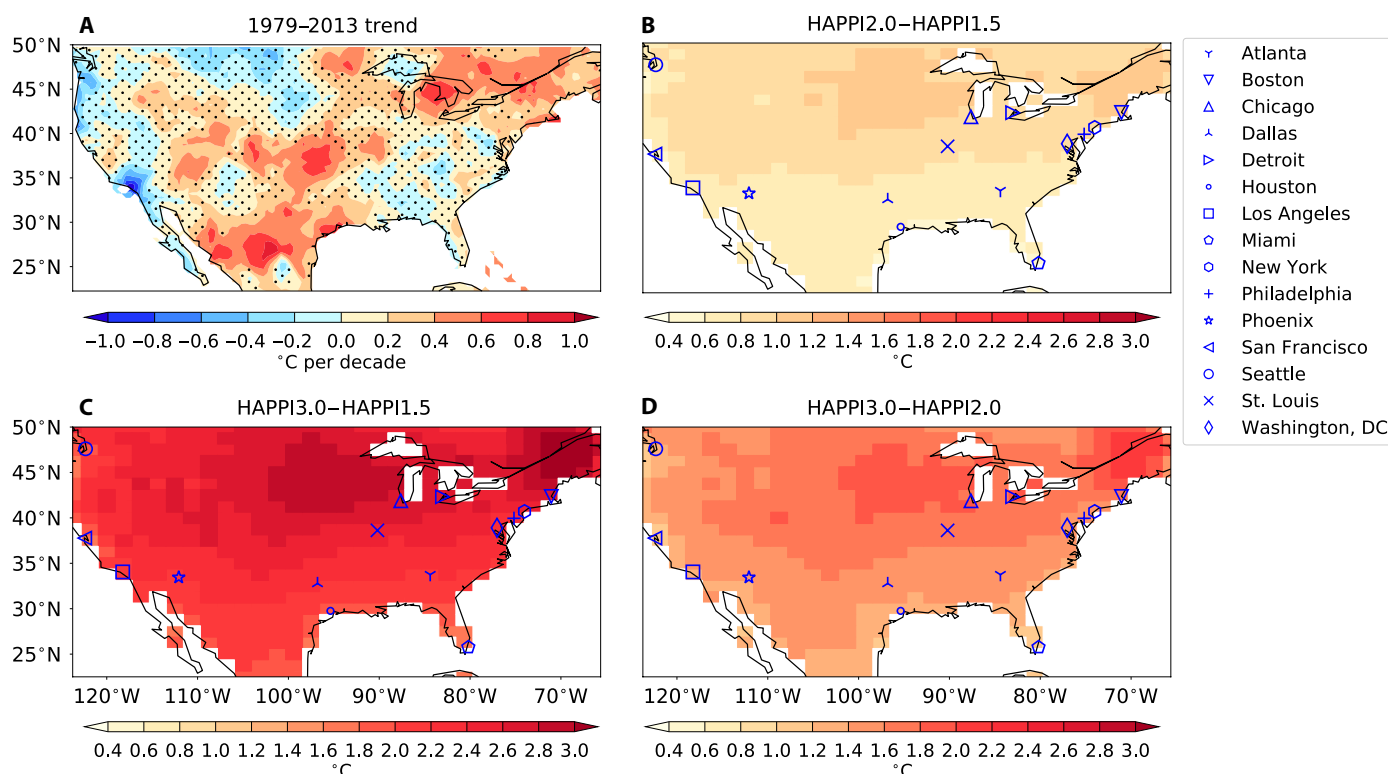 A 1979–2013 trend
50°N
45°N
40°N
35°N
30°N
25°N
−1.0 −0.8 −0.6 −0.4 −0.2 0.0 0.2 0.4 0.6 0.8 1.0
°C per decade
B HAPPI2.0−HAPPI1.5
0.4 0.6 0.8 1.0 1.2 1.4 1.6 1.8 2.0 2.2 2.4 2.6 2.8 3.0
°C
Atlanta
Boston
Chicago
Dallas
Detroit
Houston
Los Angeles
Miami
New York
Philadelphia
Phoenix
San Francisco
Seattle
St. Louis
Washington, DC
C HAPPI3.0−HAPPI1.5
50°N
45°N
40°N
35°N
30°N
25°N
120°W 110°W 100°W 90°W 80°W 70°W
0.4 0.6 0.8 1.0 1.2 1.4 1.6 1.8 2.0 2.2 2.4 2.6 2.8 3.0
°C
D HAPPI3.0−HAPPI2.0
120°W 110°W 100°W 90°W 80°W 70°W
0.4 0.6 0.8 1.0 1.2 1.4 1.6 1.8 2.0 2.2 2.4 2.6 2.8 3.0
°C